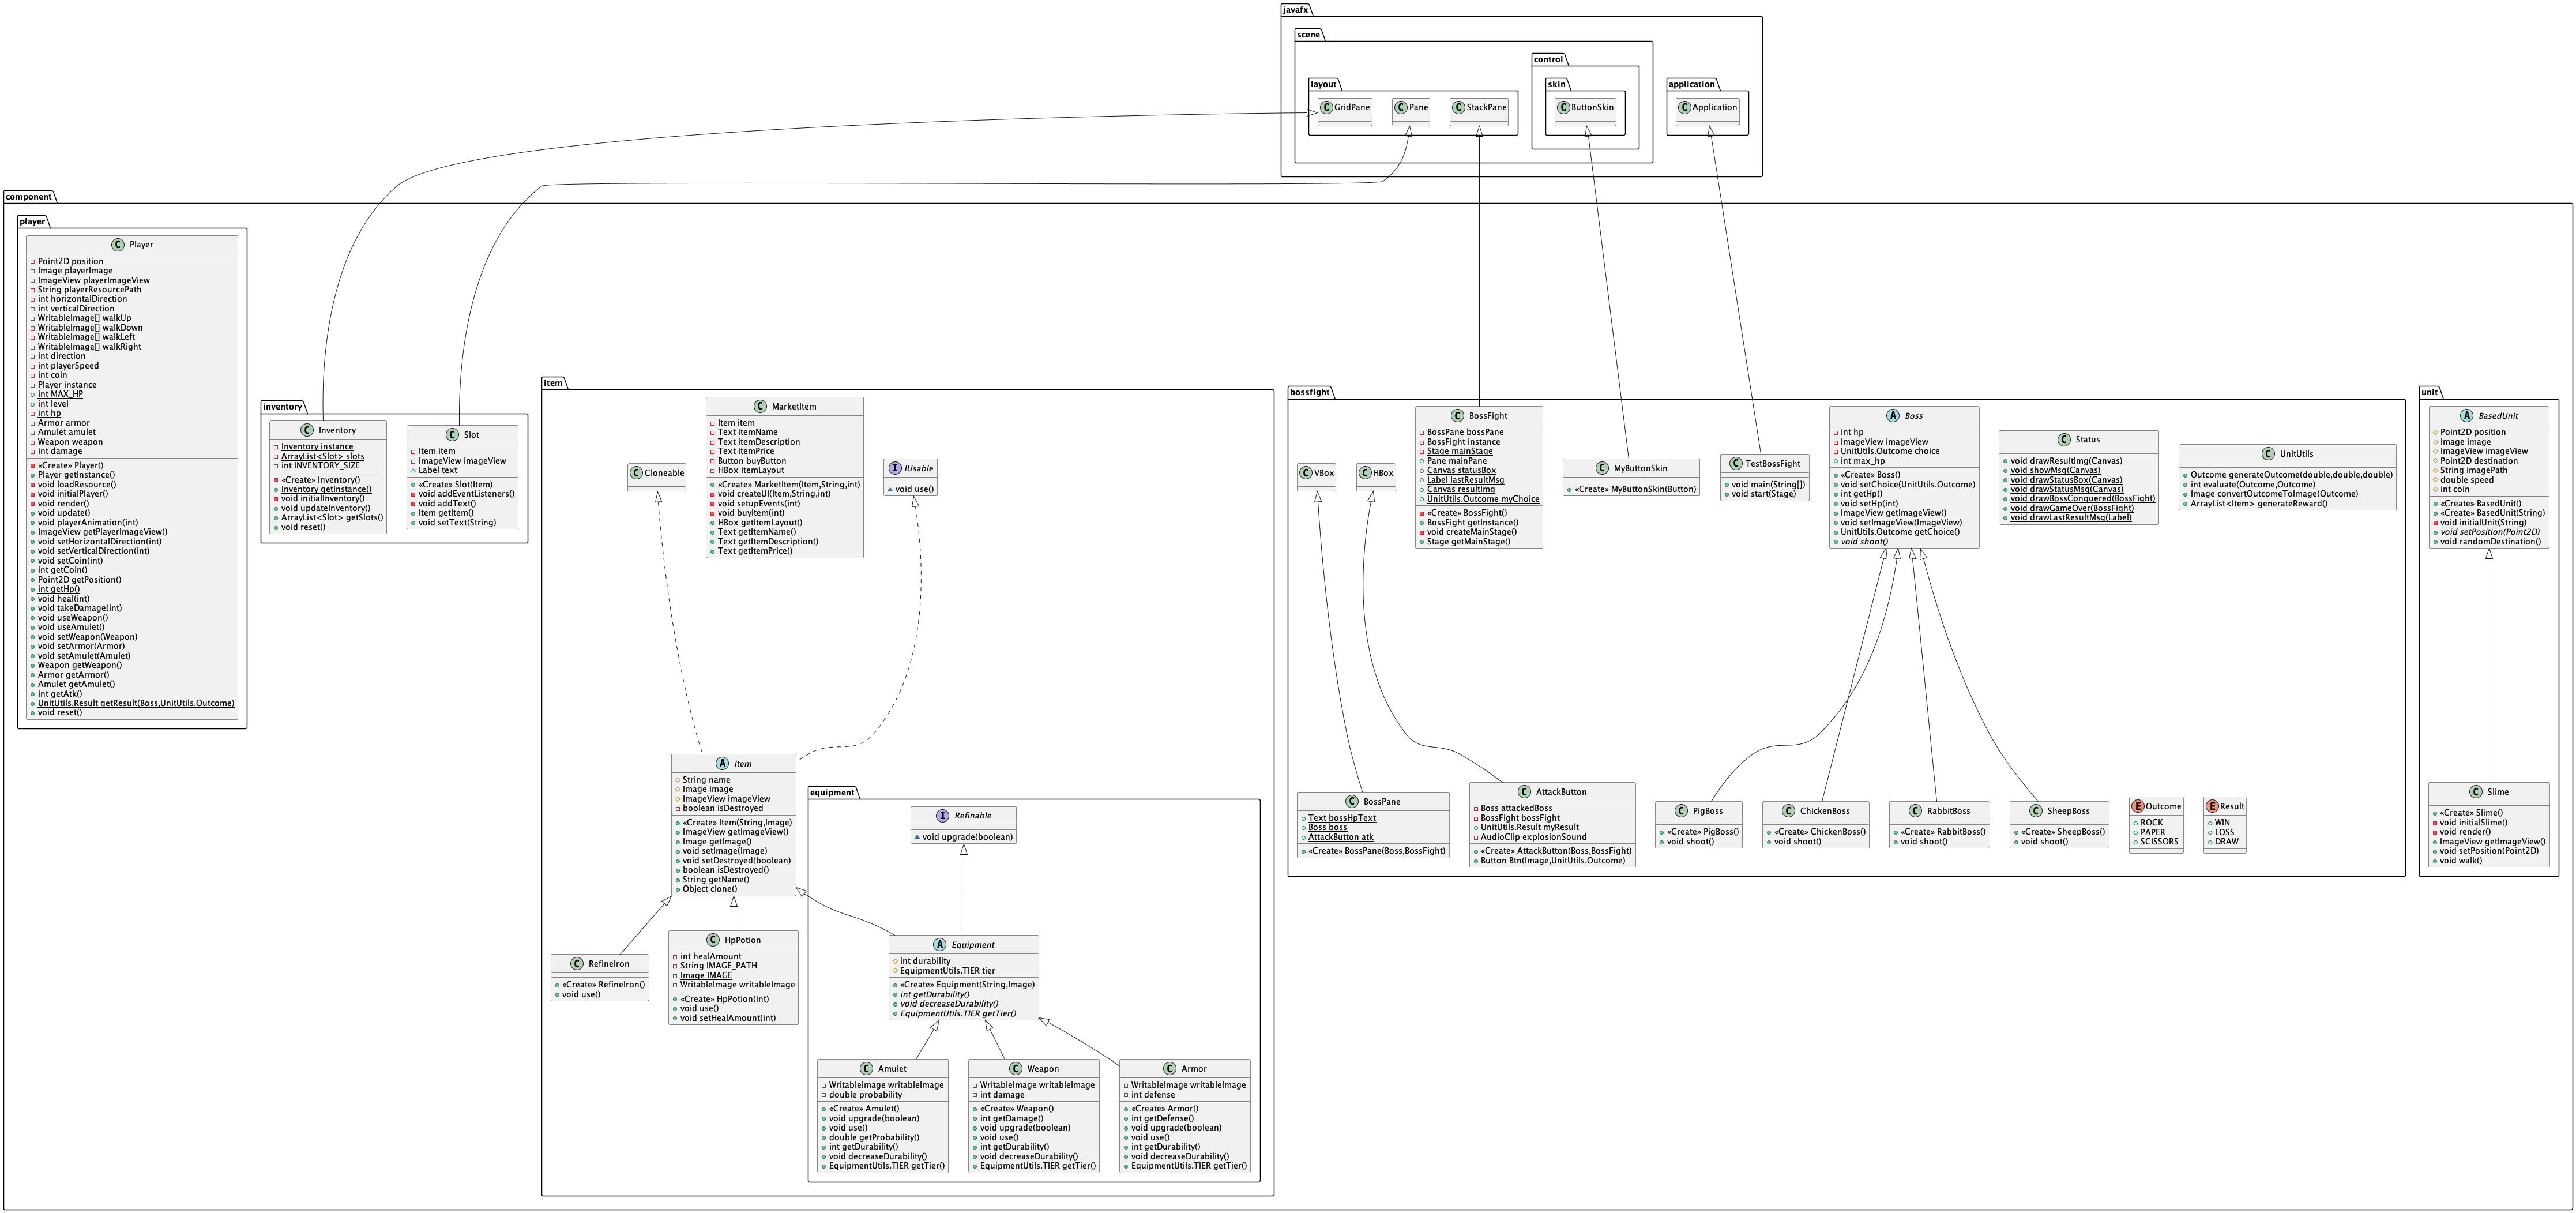 javafx
scene
layout
GridPane
Pane
StackPane
control
skin
ButtonSkin
application
Application
component
player
Player
Point2D position
Image playerImage
ImageView playerImageView
String playerResourcePath
int horizontalDirection
int verticalDirection
WritableImage[] walkUp
WritableImage[] walkDown
WritableImage[] walkLeft
WritableImage[] walkRight
int direction
int playerSpeed
int coin
Player instance
int MAX_HP
int level
int hp
Armor armor
Amulet amulet
Weapon weapon
int damage
«Create» Player()
Player getInstance()
void loadResource()
void initialPlayer()
void render()
void update()
void playerAnimation(int)
ImageView getPlayerImageView()
void setHorizontalDirection(int)
void setVerticalDirection(int)
void setCoin(int)
int getCoin()
Point2D getPosition()
int getHp()
void heal(int)
void takeDamage(int)
void useWeapon()
void useAmulet()
void setWeapon(Weapon)
void setArmor(Armor)
void setAmulet(Amulet)
Weapon getWeapon()
Armor getArmor()
Amulet getAmulet()
int getAtk()
UnitUtils.Result getResult(Boss,UnitUtils.Outcome)
void reset()
inventory
Inventory
Inventory instance
ArrayList<Slot> slots
int INVENTORY_SIZE
«Create» Inventory()
Inventory getInstance()
void initialInventory()
void updateInventory()
ArrayList<Slot> getSlots()
void reset()
Slot
Item item
ImageView imageView
Label text
«Create» Slot(Item)
void addEventListeners()
void addText()
Item getItem()
void setText(String)
item
MarketItem
Item item
Text itemName
Text itemDescription
Text itemPrice
Button buyButton
HBox itemLayout
«Create» MarketItem(Item,String,int)
void createUI(Item,String,int)
void setupEvents(int)
void buyItem(int)
HBox getItemLayout()
Text getItemName()
Text getItemDescription()
Text getItemPrice()
Cloneable
IUsable
void use()
Item
String name
Image image
ImageView imageView
boolean isDestroyed
«Create» Item(String,Image)
ImageView getImageView()
Image getImage()
void setImage(Image)
void setDestroyed(boolean)
boolean isDestroyed()
String getName()
Object clone()
RefineIron
«Create» RefineIron()
void use()
HpPotion
int healAmount
String IMAGE_PATH
Image IMAGE
WritableImage writableImage
«Create» HpPotion(int)
void use()
void setHealAmount(int)
equipment
Refinable
void upgrade(boolean)
Equipment
int durability
EquipmentUtils.TIER tier
«Create» Equipment(String,Image)
int getDurability()
void decreaseDurability()
EquipmentUtils.TIER getTier()
Amulet
WritableImage writableImage
double probability
«Create» Amulet()
void upgrade(boolean)
void use()
double getProbability()
int getDurability()
void decreaseDurability()
EquipmentUtils.TIER getTier()
Weapon
WritableImage writableImage
int damage
«Create» Weapon()
int getDamage()
void upgrade(boolean)
void use()
int getDurability()
void decreaseDurability()
EquipmentUtils.TIER getTier()
Armor
WritableImage writableImage
int defense
«Create» Armor()
int getDefense()
void upgrade(boolean)
void use()
int getDurability()
void decreaseDurability()
EquipmentUtils.TIER getTier()
bossfight
VBox
HBox
BossFight
BossPane bossPane
BossFight instance
Stage mainStage
Pane mainPane
Canvas statusBox
Label lastResultMsg
Canvas resultImg
UnitUtils.Outcome myChoice
«Create» BossFight()
BossFight getInstance()
void createMainStage()
Stage getMainStage()
MyButtonSkin
«Create» MyButtonSkin(Button)
TestBossFight
void main(String[])
void start(Stage)
Boss
int hp
ImageView imageView
UnitUtils.Outcome choice
int max_hp
«Create» Boss()
void setChoice(UnitUtils.Outcome)
int getHp()
void setHp(int)
ImageView getImageView()
void setImageView(ImageView)
UnitUtils.Outcome getChoice()
void shoot()
Status
void drawResultImg(Canvas)
void showMsg(Canvas)
void drawStatusBox(Canvas)
void drawStatusMsg(Canvas)
void drawBossConquered(BossFight)
void drawGameOver(BossFight)
void drawLastResultMsg(Label)
UnitUtils
Outcome generateOutcome(double,double,double)
int evaluate(Outcome,Outcome)
Image convertOutcomeToImage(Outcome)
ArrayList<Item> generateReward()
BossPane
Text bossHpText
Boss boss
AttackButton atk
«Create» BossPane(Boss,BossFight)
AttackButton
Boss attackedBoss
BossFight bossFight
UnitUtils.Result myResult
AudioClip explosionSound
«Create» AttackButton(Boss,BossFight)
Button Btn(Image,UnitUtils.Outcome)
PigBoss
«Create» PigBoss()
void shoot()
ChickenBoss
«Create» ChickenBoss()
void shoot()
RabbitBoss
«Create» RabbitBoss()
void shoot()
SheepBoss
«Create» SheepBoss()
void shoot()
Outcome
ROCK
PAPER
SCISSORS
Result
WIN
LOSS
DRAW
unit
BasedUnit
Point2D position
Image image
ImageView imageView
Point2D destination
String imagePath
double speed
int coin
«Create» BasedUnit()
«Create» BasedUnit(String)
void initialUnit(String)
void setPosition(Point2D)
void randomDestination()
Slime
«Create» Slime()
void initialSlime()
void render()
ImageView getImageView()
void setPosition(Point2D)
void walk()